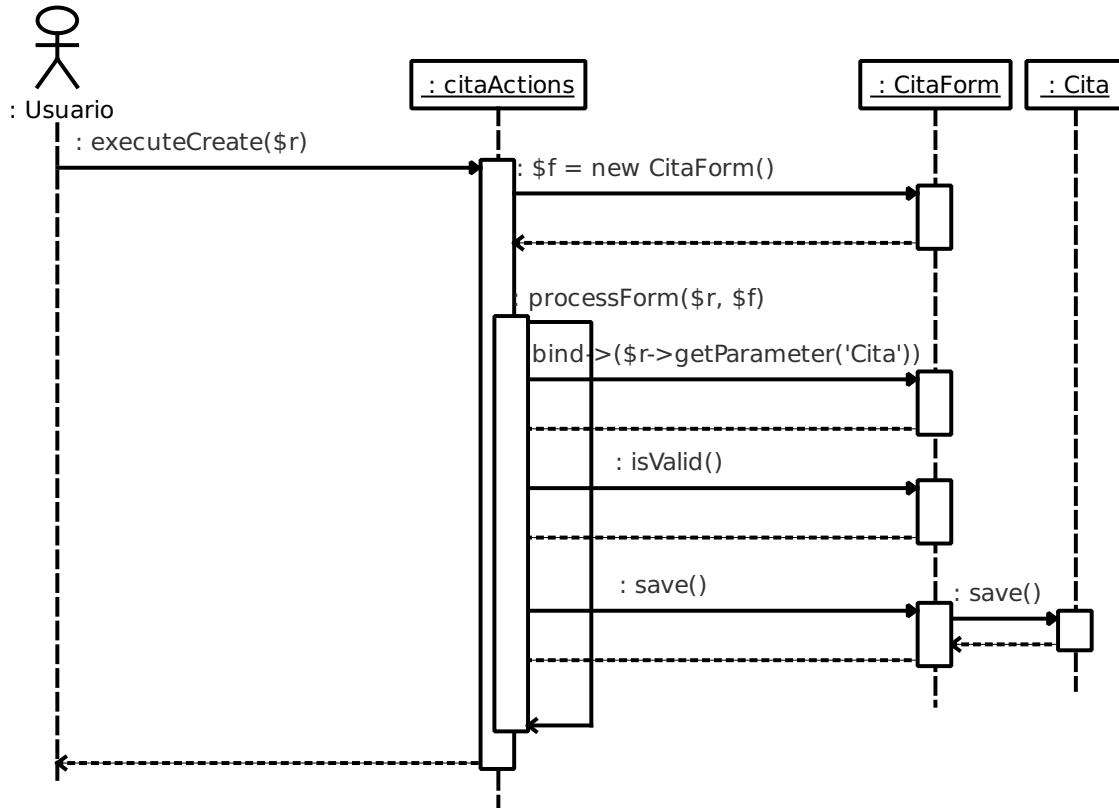 : citaActions
: CitaForm
: Cita
: Usuario
: executeCreate($r)
: $f = new CitaForm()
: processForm($r, $f)
bind->($r->getParameter('Cita'))
: isValid()
: save()
: save()